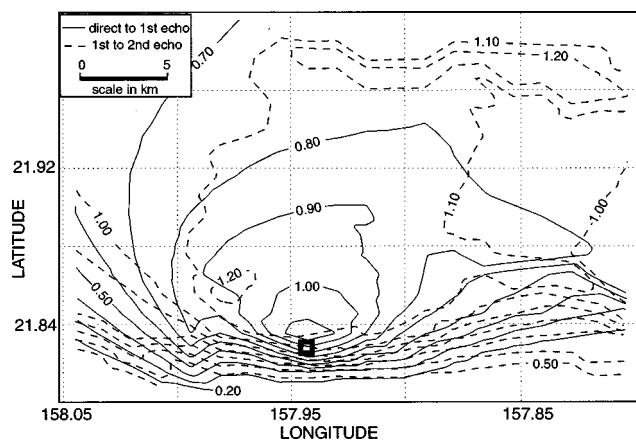 direct to 1st echo
1st to 2nd echo
0 5
scale in km
0.70
1.10
1.20
0.80
21.92
1.10
1.00
1.00
0.90
LATITUDE
1.20
1.00
0.50
21.84
0.50
0.20
158.05 157.95 157.85
LONGITUDE